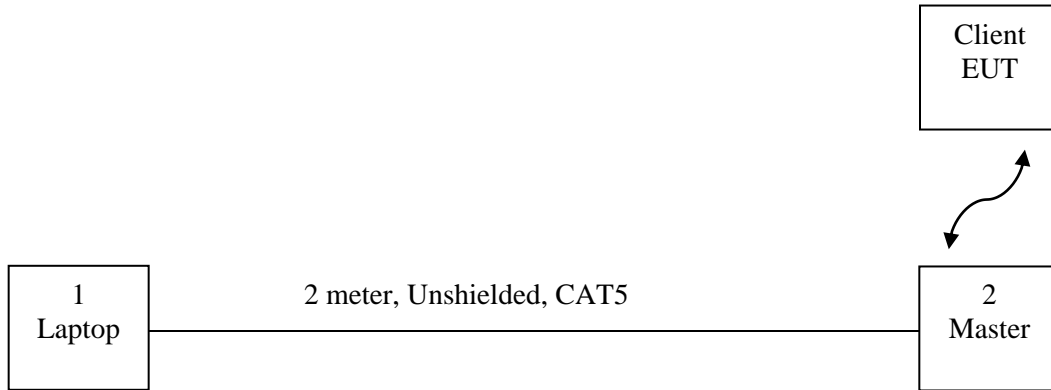 Client
EUT
2 meter, Unshielded, CAT5
1
Laptop
2
Master